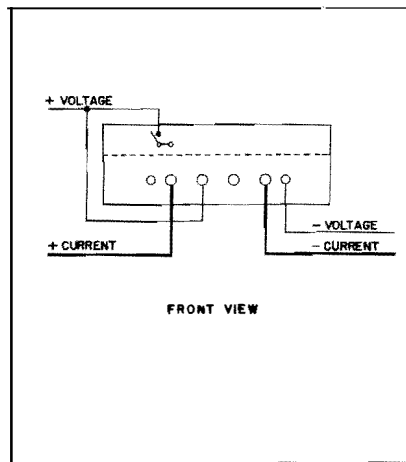 + VOLTAGE
- VOLTAGE
+ CURRENT
- CURRENT
FRONT VIEW